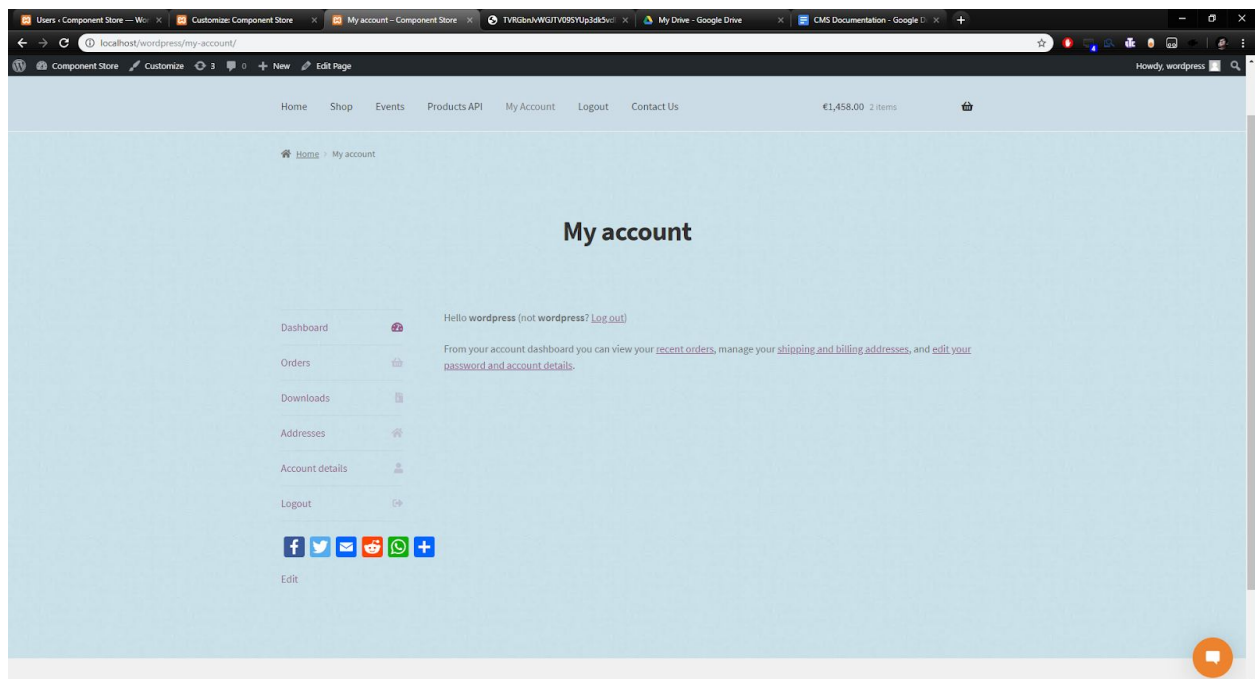 Users ‹ Component Store — Wor
Customize: Component Store
My account – Component Store
My Drive - Google Drive
CMS Documentation - Google D
localhost/wordpress/my-account/
Component Store Customize 3 0 New Edit Page Howdy, wordpress
Home Shop Events Products API My Account Logout Contact Us €1,458.00 2 items
Home My account
My account
Hello wordpress (not wordpress? Log out)
From your account dashboard you can view your recent orders, manage your shipping and billing addresses, and edit your
password and account details.
Dashboard
Orders
Downloads
Addresses
Account details
Logout
Edit